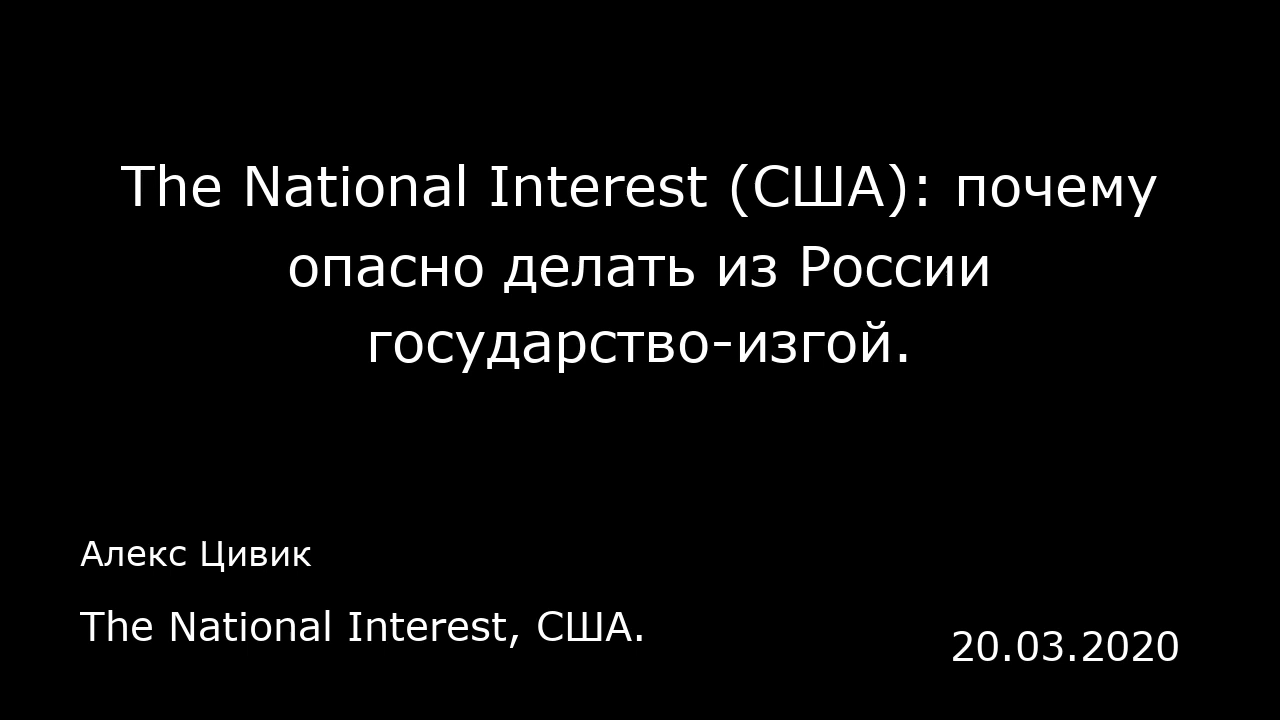 The National Interest (США): почему
опасно делать из России
государство-изгой.
Алекс Цивик
The National Interest, США.
20.03.2020